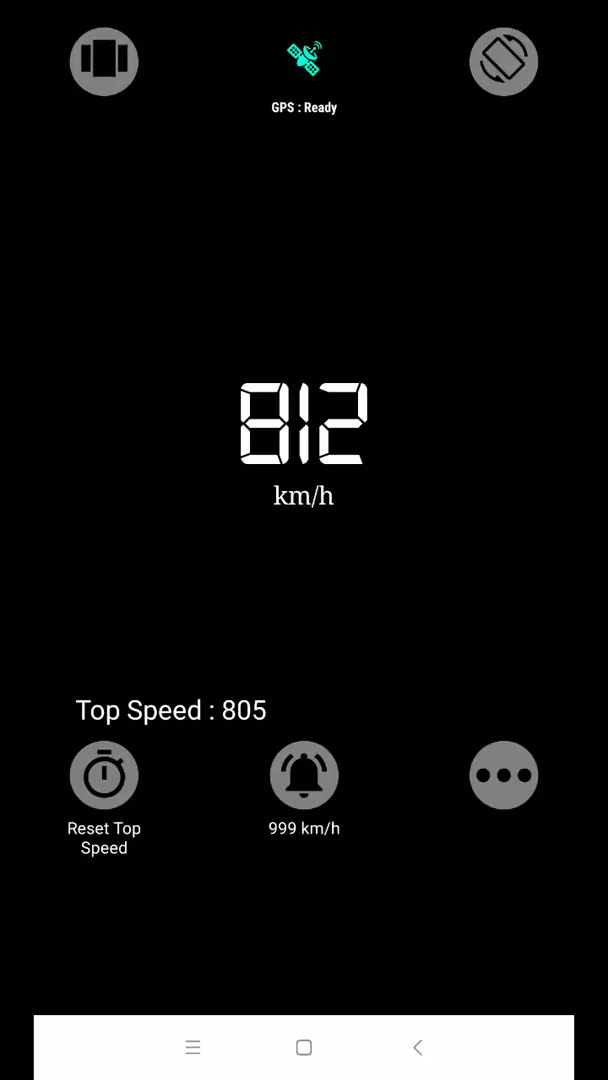 GPS : Ready
812
km/h
Top Speed : 805
Reset Top
Speed
999 km/h